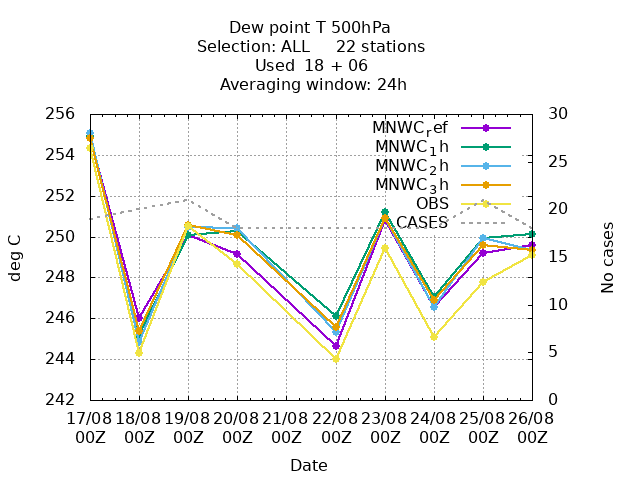 Dew point T 500hPa
Selection: ALL     22 stations
Used  18 + 06
Averaging window: 24h
256
254
252
250
248
246
244
242
deg C
30
25
20
15
10
5
0
No cases
MNWC_ref
MNWC_1h
MNWC_2h
MNWC_3h
OBS
CASES
17/08 18/08 19/08 20/08 21/08 22/08 23/08 24/08 25/08 26/08
00Z 00Z 00Z 00Z 00Z 00Z 00Z 00Z 00Z 00Z
Date